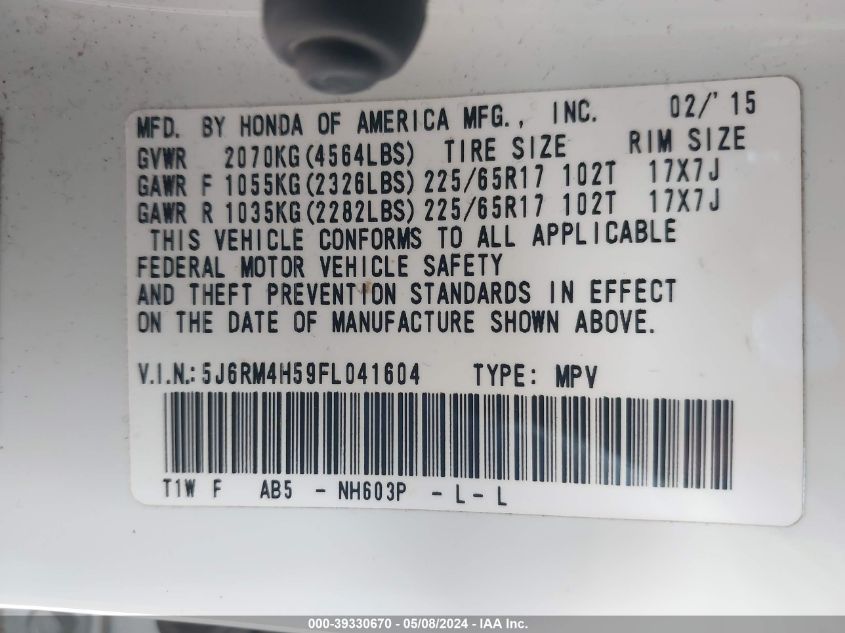 MFD. BY HONDA OF AMERICA MFG., INC. 02/'15
GVWR 2070KG(4564LBS) TIRE SIZE RIM SIZE
GAWR F 1055KG(2326LBS) 225/65R17 102T 17X7J
GAWR R 1035KG(2282LBS) 225/65R17 102T 17X7J
THIS VEHICLE CONFORMS TO ALL APPLICABLE
FEDERAL MOTOR VEHICLE SAFETY
AND THEFT PREVENTION STANDARDS IN EFFECT
ON THE DATE OF MANUFACTURE SHOWN ABOVE.
V.I.N.: 5J6RM4H59FL041604 TYPE: MPV
T1W F AB5 - NH603P - L - L
000-39330670 - 05/08/2024 - IAA Inc.